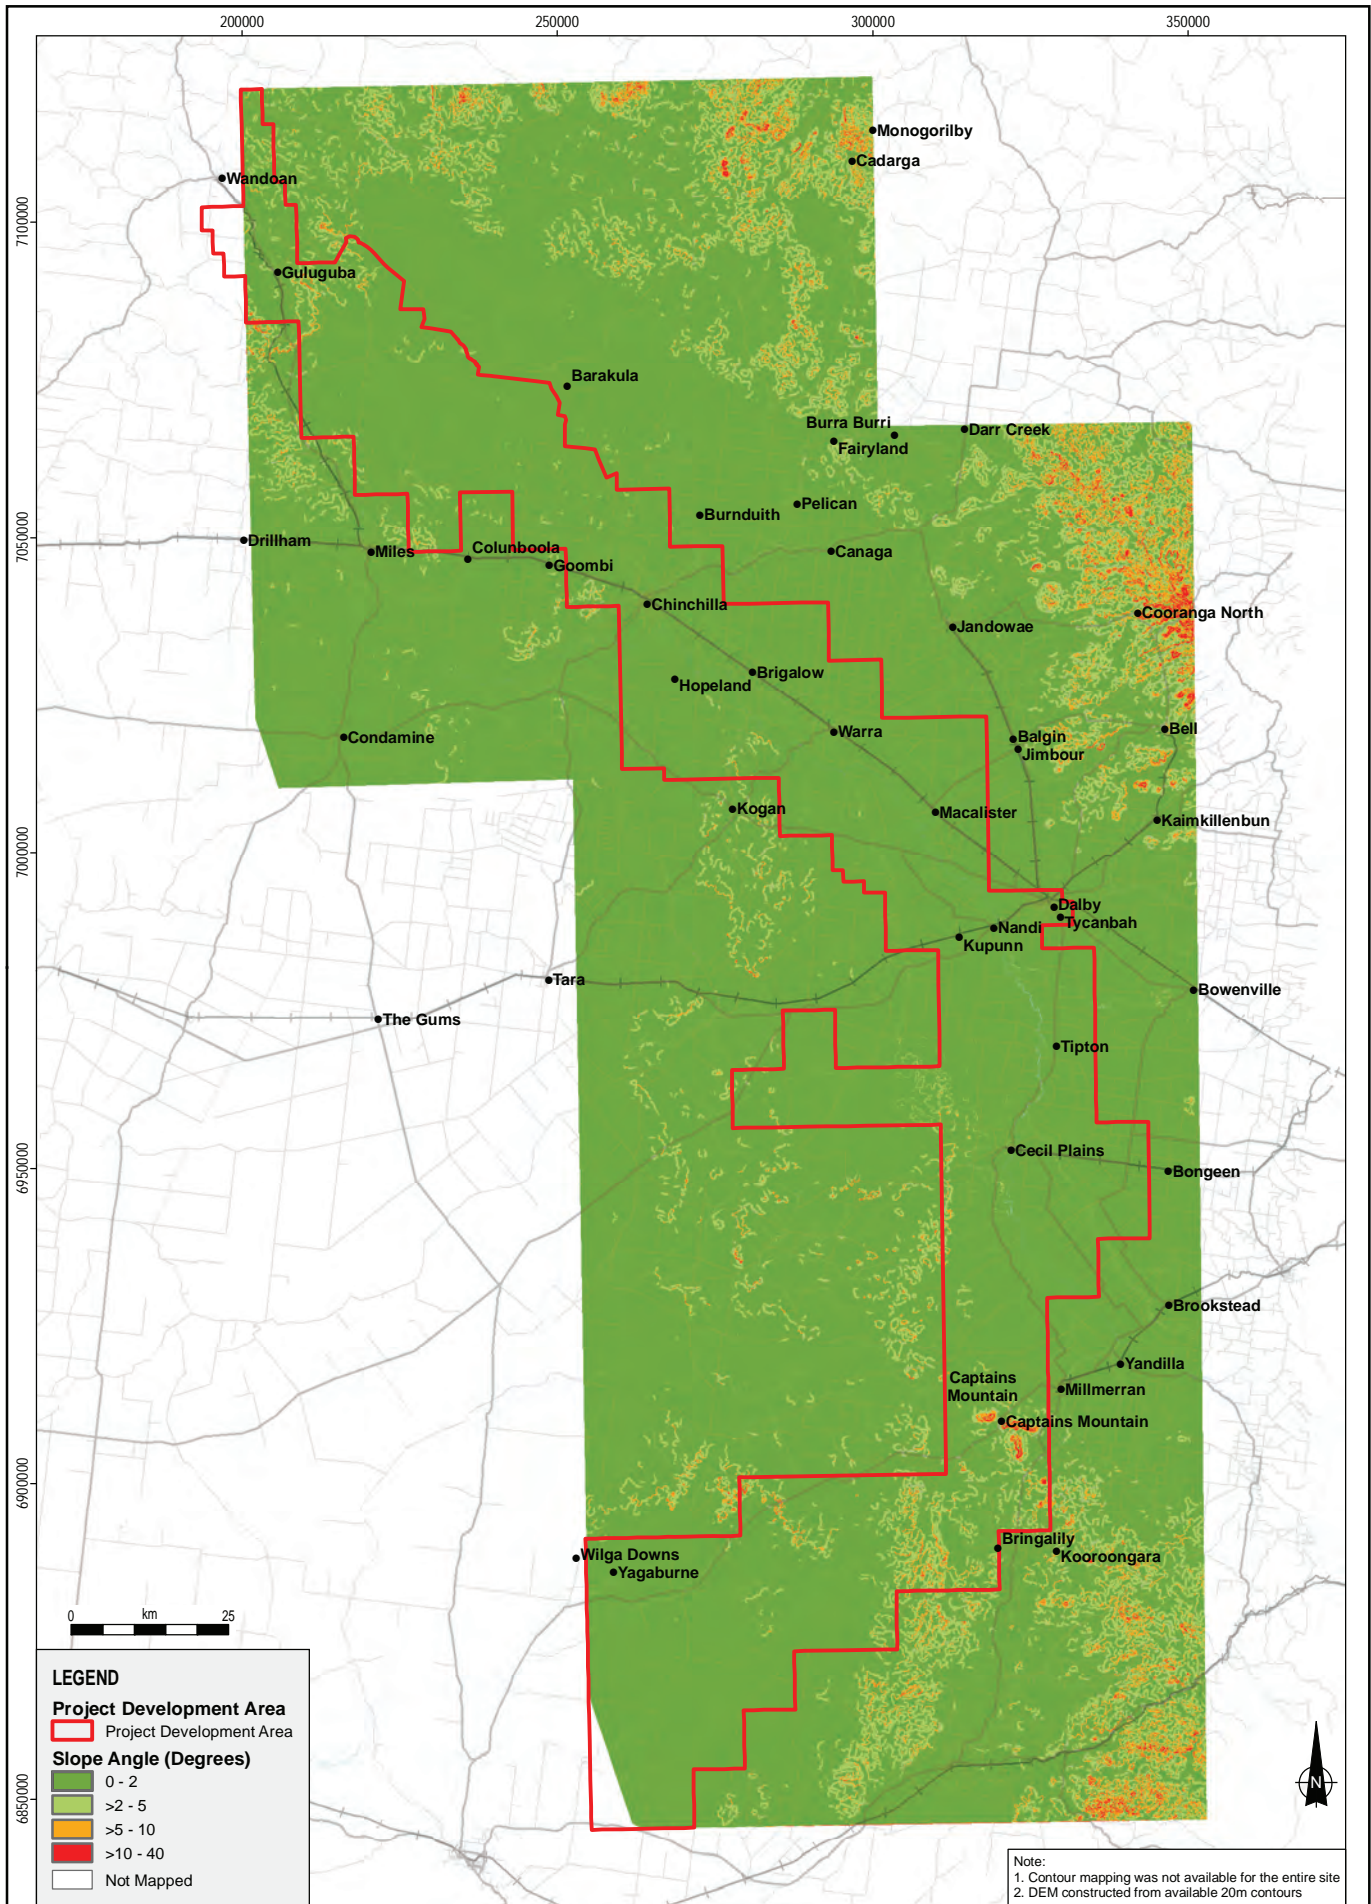 200000
250000
300000
350000
Monogorilby
Cadarga
Wandoan
7100000
Guluguba
Barakula
Burra Burri
Darr Creek
Fairyland
Pelican
Burnduith
7050000
Drillham
Miles
Colunboola
Canaga
Goombi
Chinchilla
Cooranga North
Jandowae
Brigalow
Hopeland
Bell
Condamine
Warra
Balgin
Jimbour
Kogan
Macalister
Kaimkillenbun
7000000
Dalby
Tycanbah
Nandi
Kupunn
Tara
Bowenville
The Gums
Tipton
Cecil Plains
6950000
Bongeen
Brookstead
Yandilla
Captains
Mountain
Millmerran
Captains Mountain
6900000
Bringalily
Kooroongara
Wilga Downs
Yagaburne
0 km 25
6850000
N
LEGEND
Project Development Area
Project Development Area
Slope Angle (Degrees)
0 - 2
>2 - 5
>5 - 10
>10 - 40
Not Mapped
Note:
1. Contour mapping was not available for the entire site
2. DEM constructed from available 20m contours